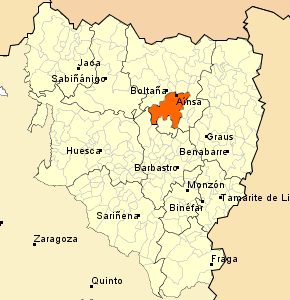 Jaca
Sabiñánigo
Boltaña
Aínsa
Graus
Huesca
Benabarre
Barbastro
Monzón
Binéfar
Tamarite de Li
Sariñena
Zaragoza
Fraga
Quinto